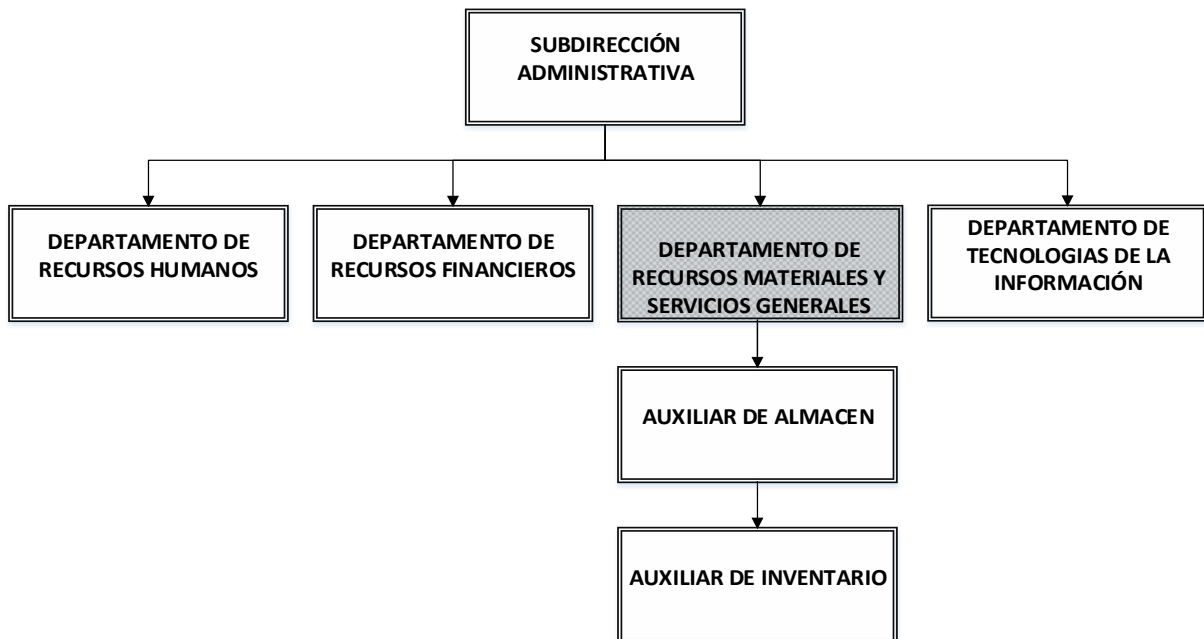 SUBDIRECCIÓN
ADMINISTRATIVA
DEPARTAMENTO DE
RECURSOS HUMANOS
DEPARTAMENTO DE
RECURSOS FINANCIEROS
DEPARTAMENTO DE
RECURSOS MATERIALES Y
SERVICIOS GENERALES
DEPARTAMENTO DE
TECNOLOGIAS DE LA
INFORMACIÓN
AUXILIAR DE ALMACEN
AUXILIAR DE INVENTARIO